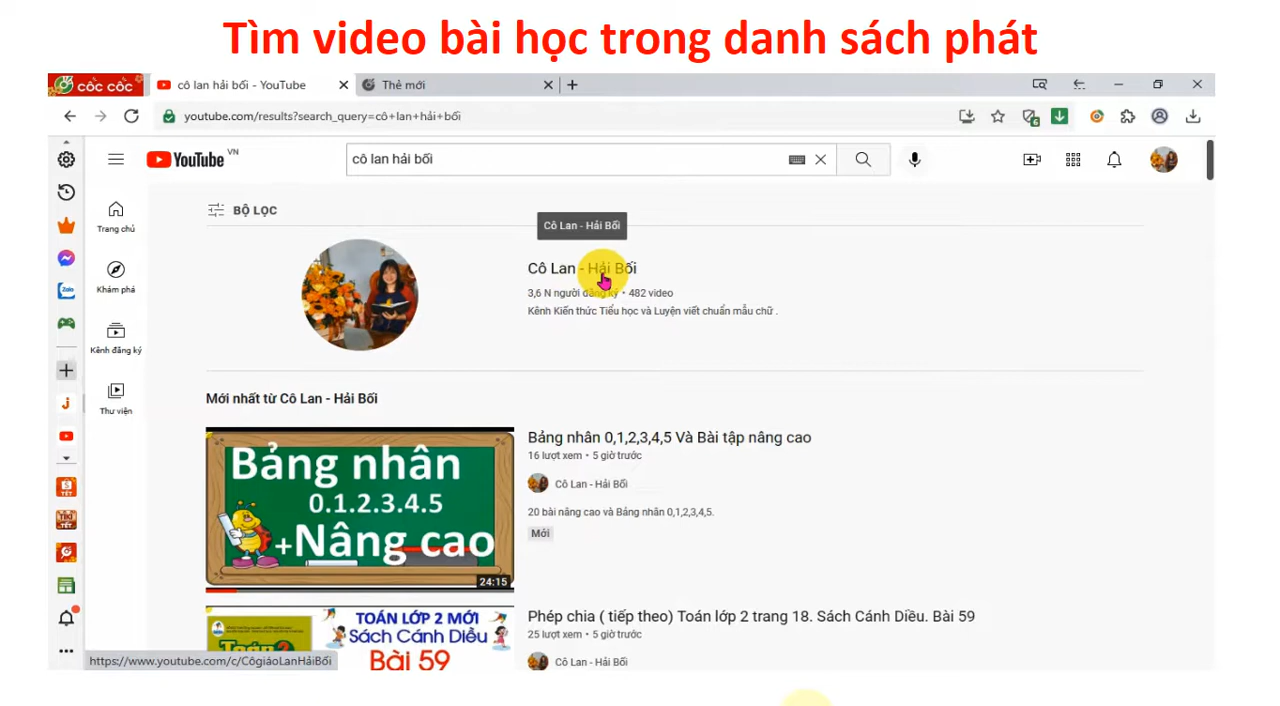 Tìm video bài học trong danh sách phát
cốc cốc
cô lan hải bối - YouTube
Thẻ mới
youtube.com/results?search_query=cô+lan+hải+bối
YouTube VN
cô lan hải bối
Trang chủ
Khám phá
Kênh đăng ký
Thư viện
BỘ LỌC
Cô Lan - Hải Bối
Cô Lan - Hải Bối
3,6 N người đăng ký • 482 video
Kênh Kiến thức Tiểu học và Luyện viết chuẩn mẫu chữ .
Mới nhất từ Cô Lan - Hải Bối
Bảng nhân
0.1.2.3.4.5
+Nâng cao
24:15
Bảng nhân 0,1,2,3,4,5 Và Bài tập nâng cao
16 lượt xem • 5 giờ trước
Cô Lan - Hải Bối
20 bài nâng cao và Bảng nhân 0,1,2,3,4,5.
Mới
TOÁN LỚP 2 MỚI
Sách Cánh Diều
Bài 59
Phép chia ( tiếp theo) Toán lớp 2 trang 18. Sách Cánh Diều. Bài 59
25 lượt xem • 5 giờ trước
Cô Lan - Hải Bối
https://www.youtube.com/c/CôgiáoLanHảiBối